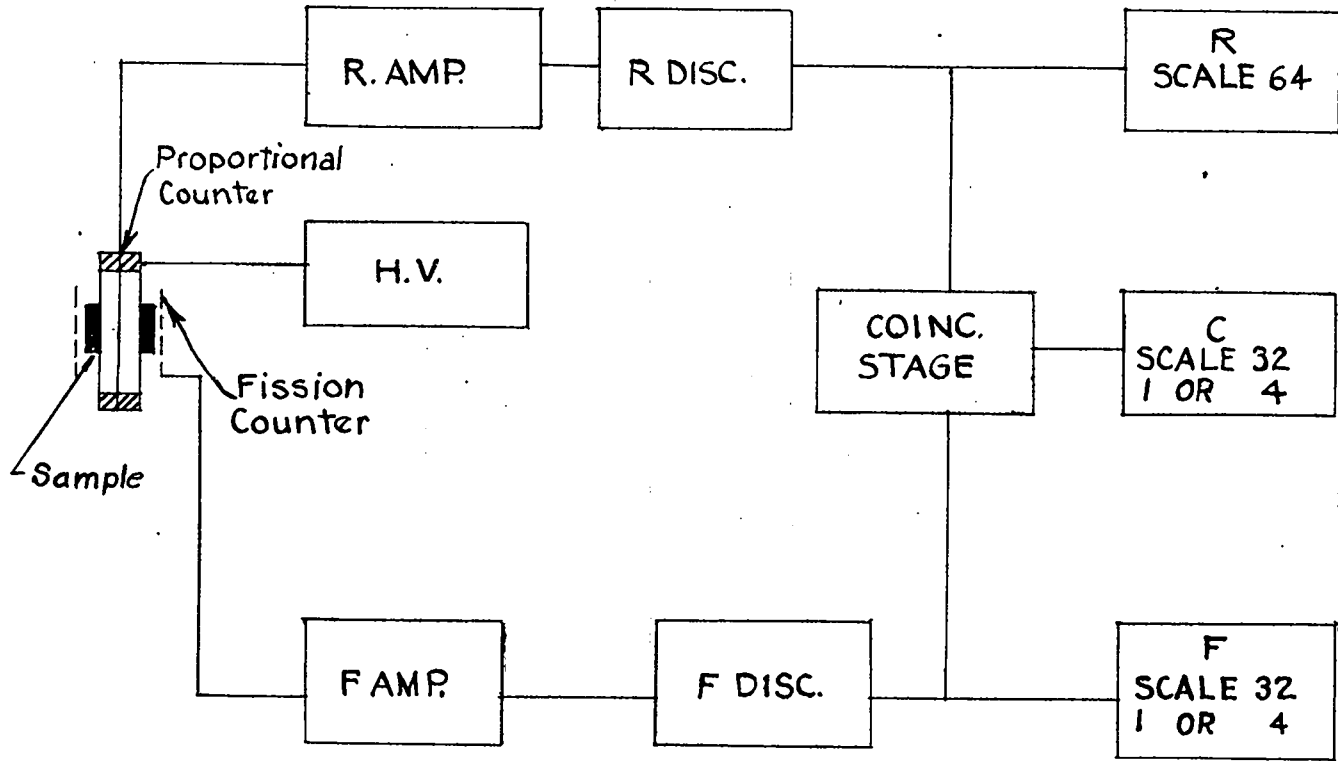 R. AMP.
R DISC.
R
SCALE 64
Proportional
Counter
H.V.
COINC.
STAGE
C
SCALE 32
1 OR 4
Fission
Counter
Sample
F AMP.
F DISC.
F
SCALE 32
1 OR 4